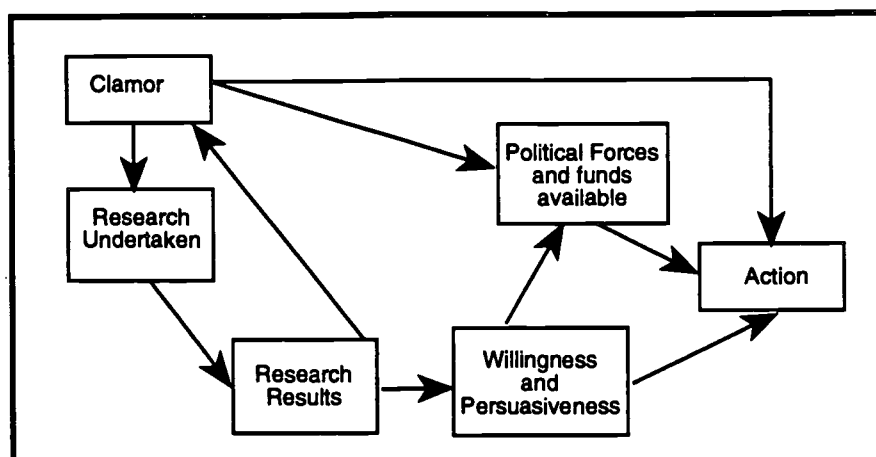 Clamor
Political Forces
and funds
available
Research
Undertaken
Action
Research
Results
Willingness
and
Persuasiveness